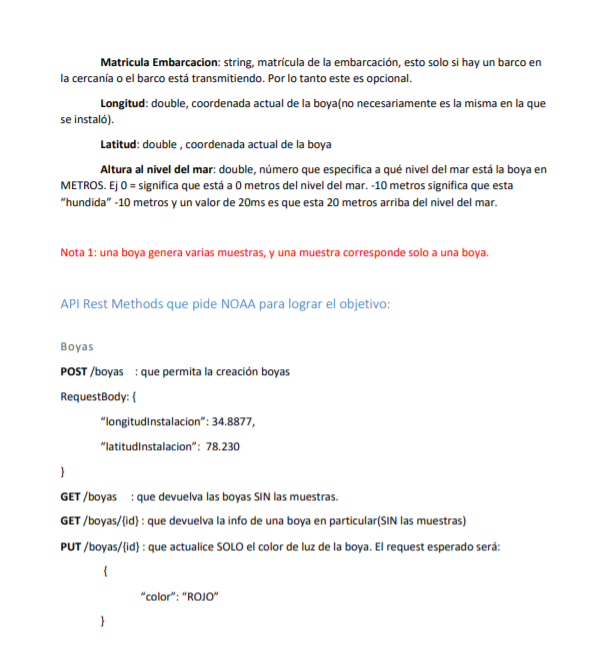 Matricula Embarcacion: string, matrícula de la embarcación, esto solo si hay un barco en
la cercanía o el barco está transmitiendo. Por lo tanto este es opcional.
Longitud: double, coordenada actual de la boya(no necesariamente es la misma en la que
se instaló).
Latitud: double , coordenada actual de la boya
Altura al nivel del mar: double, número que especifica a qué nivel del mar está la boya en
METROS. Ej 0 = significa que está a 0 metros del nivel del mar. -10 metros significa que esta
“hundida” -10 metros y un valor de 20ms es que esta 20 metros arriba del nivel del mar.
Nota 1: una boya genera varias muestras, y una muestra corresponde solo a una boya.
API Rest Methods que pide NOAA para lograr el objetivo:
Boyas
POST /boyas : que permita la creación boyas
RequestBody: {
“longitudInstalacion”: 34.8877,
“latitudInstalacion”: 78.230
}
GET /boyas : que devuelva las boyas SIN las muestras.
GET /boyas/{id} : que devuelva la info de una boya en particular(SIN las muestras)
PUT /boyas/{id} : que actualice SOLO el color de luz de la boya. El request esperado será:
{
“color”: “ROJO”
}